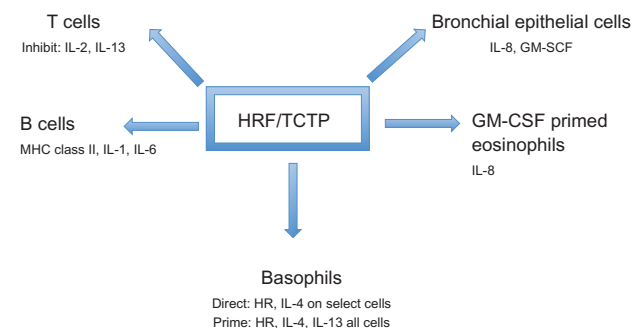 T cells
Inhibit: IL-2, IL-13
Bronchial epithelial cells
IL-8, GM-SCF
HRF/TCTP
B cells
MHC class II, IL-1, IL-6
GM-CSF primed
eosinophils
IL-8
Basophils
Direct: HR, IL-4 on select cells
Prime: HR, IL-4, IL-13 all cells